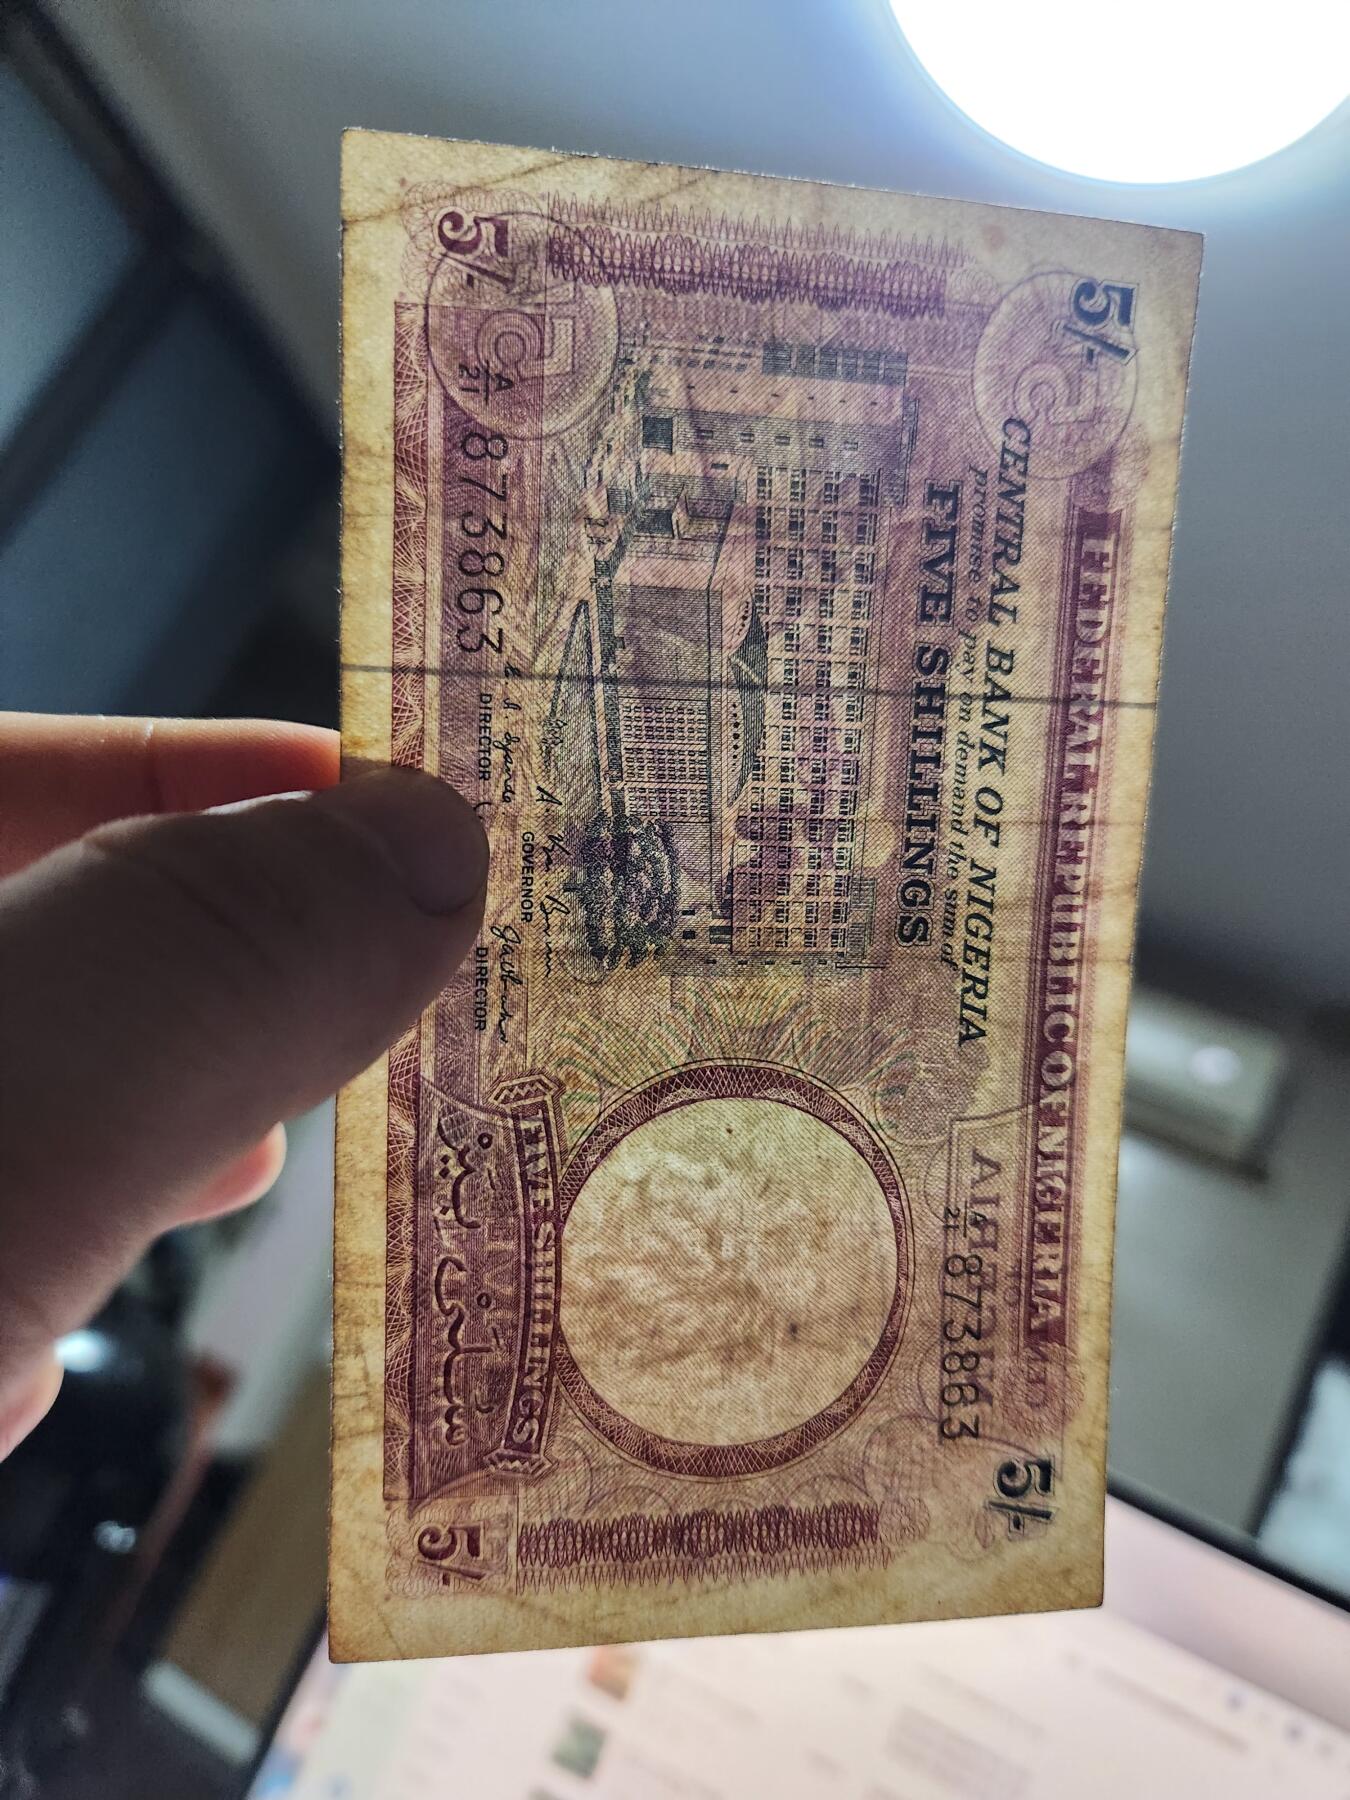 FEDERAL REPUBLIC OF NIGERIA
5/-
5/-
CENTRAL BANK OF NIGERIA
promise to pay on demand the sum of
FIVE SHILLINGS
A/21 873863
A/21 873863
GOVERNOR
DIRECTOR
DIRECTOR
FIVE SHILLINGS
5/-
5/-